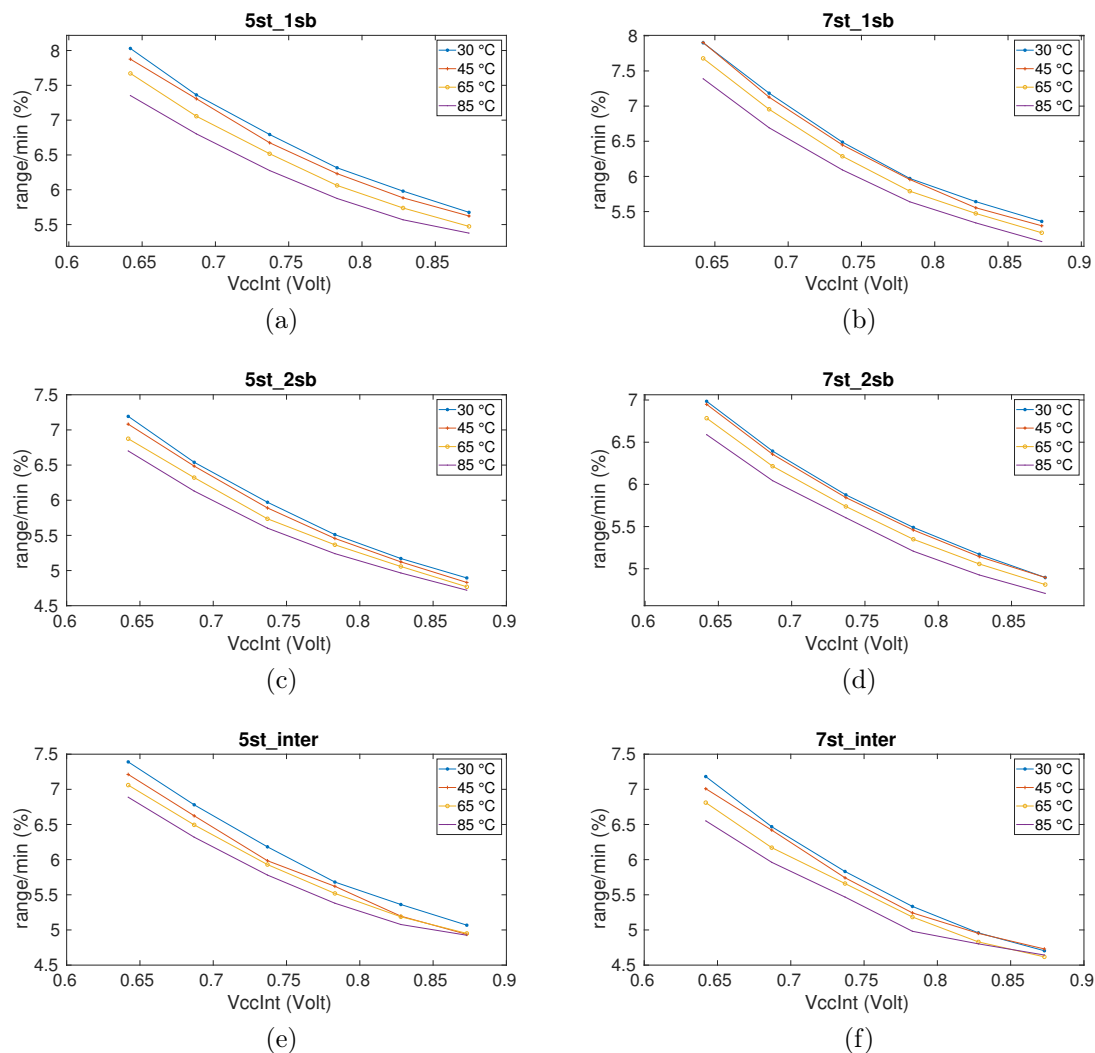 5st_1sb
range/min (%)
8
7.5
7
6.5
6
5.5
0.6 0.65 0.7 0.75 0.8 0.85
VccInt (Volt)
30 °C
45 °C
65 °C
85 °C
(a)
7st_1sb
range/min (%)
8
7.5
7
6.5
6
5.5
0.65 0.7 0.75 0.8 0.85 0.9
VccInt (Volt)
30 °C
45 °C
65 °C
85 °C
(b)
5st_2sb
range/min (%)
7.5
7
6.5
6
5.5
5
4.5
0.6 0.65 0.7 0.75 0.8 0.85 0.9
VccInt (Volt)
30 °C
45 °C
65 °C
85 °C
(c)
7st_2sb
range/min (%)
7
6.5
6
5.5
5
0.6 0.65 0.7 0.75 0.8 0.85
VccInt (Volt)
30 °C
45 °C
65 °C
85 °C
(d)
5st_inter
range/min (%)
7.5
7
6.5
6
5.5
5
4.5
0.6 0.65 0.7 0.75 0.8 0.85 0.9
VccInt (Volt)
30 °C
45 °C
65 °C
85 °C
(e)
7st_inter
range/min (%)
7.5
7
6.5
6
5.5
5
4.5
0.6 0.65 0.7 0.75 0.8 0.85 0.9
VccInt (Volt)
30 °C
45 °C
65 °C
85 °C
(f)